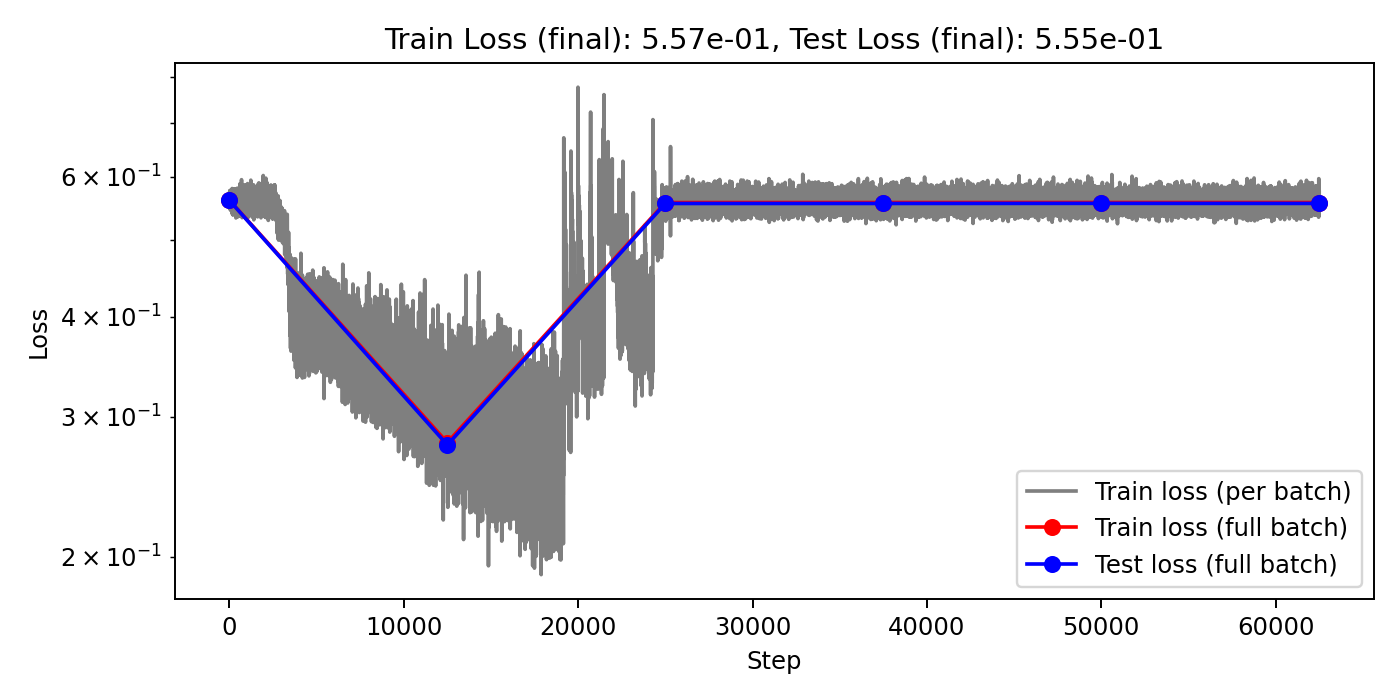 Train Loss (final): 5.57e-01, Test Loss (final): 5.55e-01
Loss
6 × 10⁻¹
4 × 10⁻¹
3 × 10⁻¹
2 × 10⁻¹
Train loss (per batch)
Train loss (full batch)
Test loss (full batch)
0 10000 20000 30000 40000 50000 60000
Step